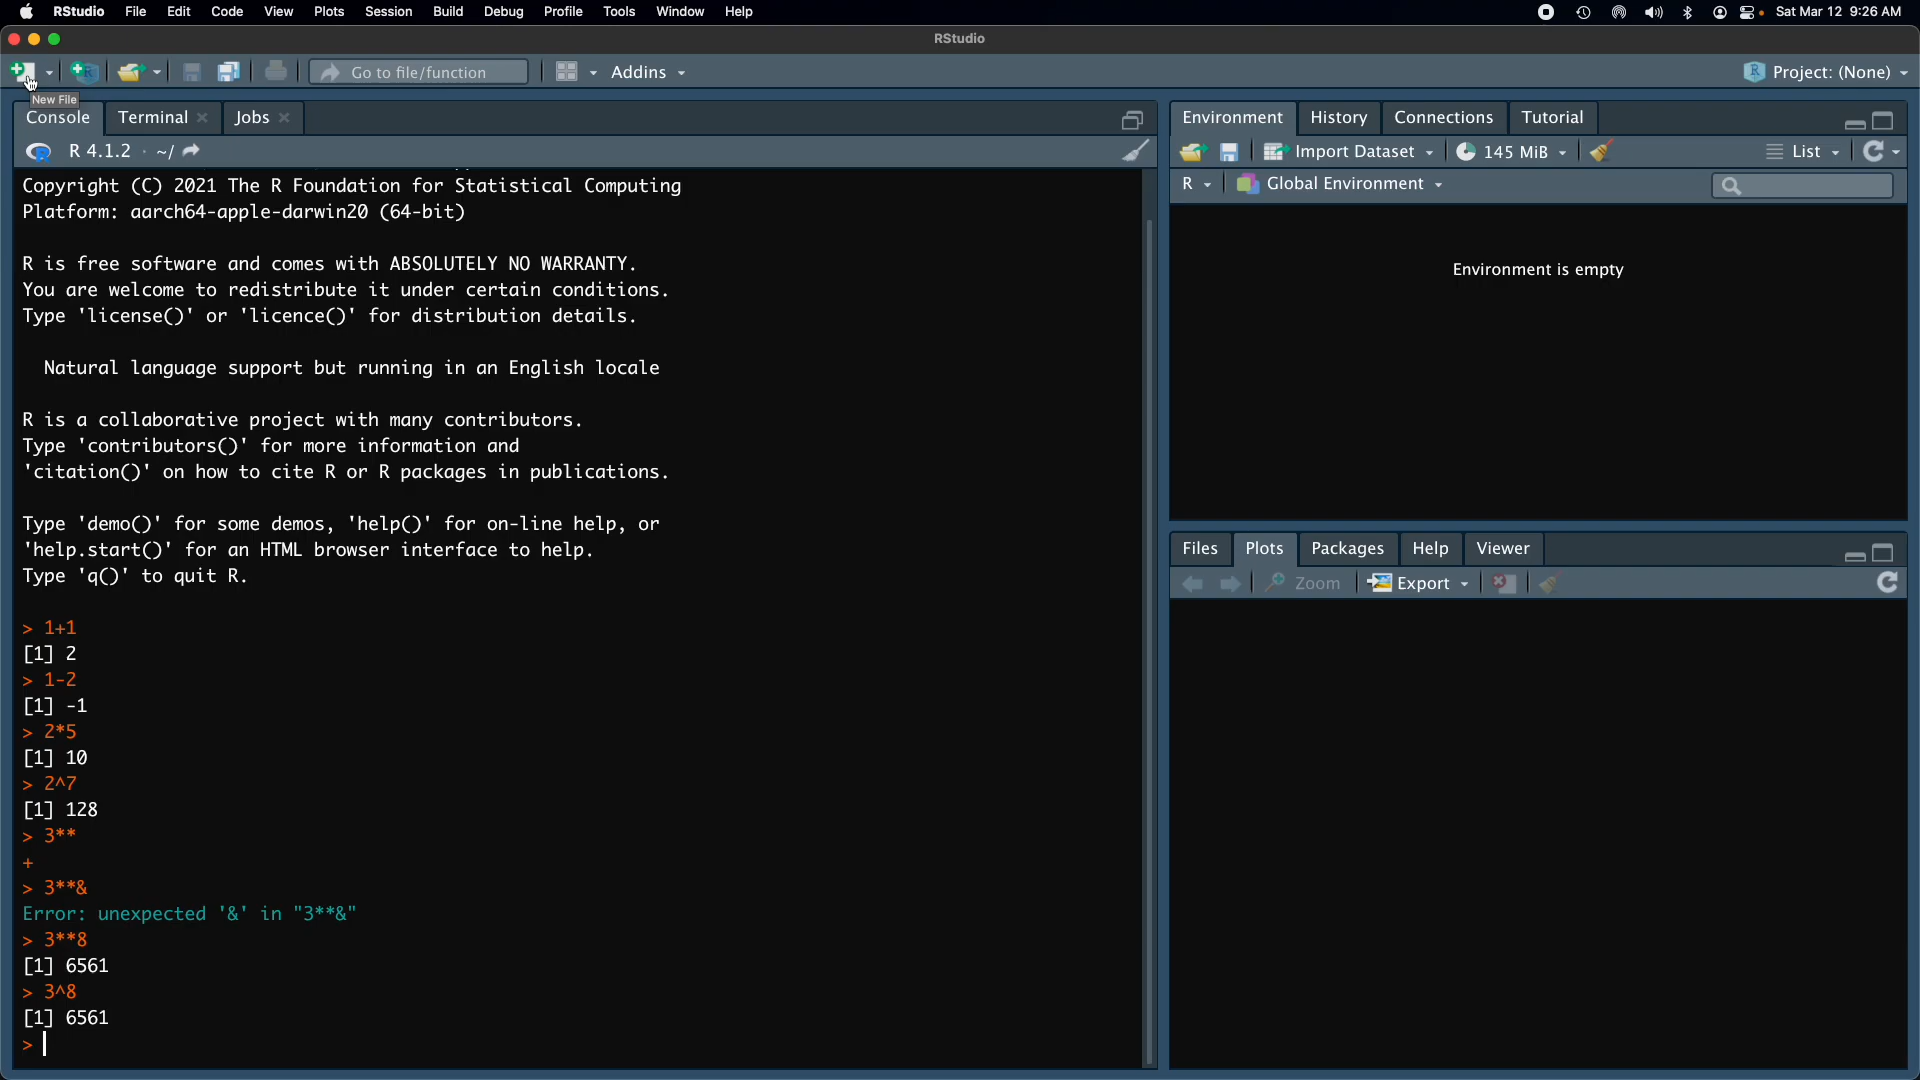 RStudio File Edit Code View Plots Session Build Debug Profile Tools Window Help Sat Mar 12 9:26 AM
RStudio
Go to file/function Addins Project: (None)
New File
Console Terminal Jobs
R 4.1.2 · ~/
Copyright (C) 2021 The R Foundation for Statistical Computing
Platform: aarch64-apple-darwin20 (64-bit)
R is free software and comes with ABSOLUTELY NO WARRANTY.
You are welcome to redistribute it under certain conditions.
Type 'license()' or 'licence()' for distribution details.
Natural language support but running in an English locale
R is a collaborative project with many contributors.
Type 'contributors()' for more information and
'citation()' on how to cite R or R packages in publications.
Type 'demo()' for some demos, 'help()' for on-line help, or
'help.start()' for an HTML browser interface to help.
Type 'q()' to quit R.
> 1+1
[1] 2
> 1-2
[1] -1
> 2*5
[1] 10
> 2^7
[1] 128
> 3**
+
> 3**&
Error: unexpected '&' in "3**&"
> 3**8
[1] 6561
> 3^8
[1] 6561
>
Environment History Connections Tutorial
Import Dataset 145 MiB List
R Global Environment
Environment is empty
Files Plots Packages Help Viewer
Zoom Export